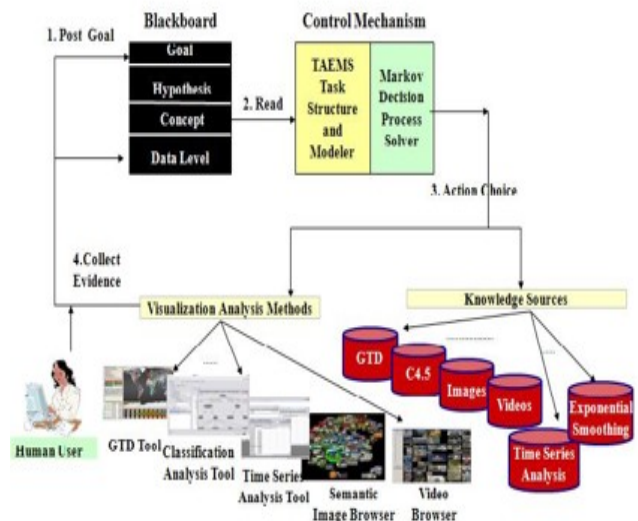 Blackboard
Control Mechanism
1. Post Goal
Goal
Hypothesis
Concept
Data Level
2. Read
TAEMS
Task
Structure
and
Modeler
Markov
Decision
Process
Solver
3. Action Choice
4.Collect
Evidence
Visualization Analysis Methods
Knowledge Sources
GTD
C4.5
Images
Videos
Exponential
Smoothing
Time Series
Analysis
Human User
GTD Tool
Classification
Analysis Tool
Time Series
Analysis Tool
Semantic
Image Browser
Video
Browser